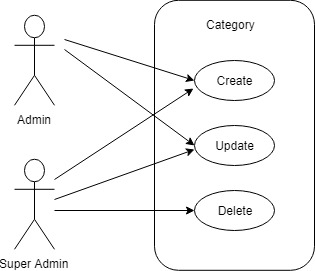 Category
Create
Admin
Update
Delete
Super Admin